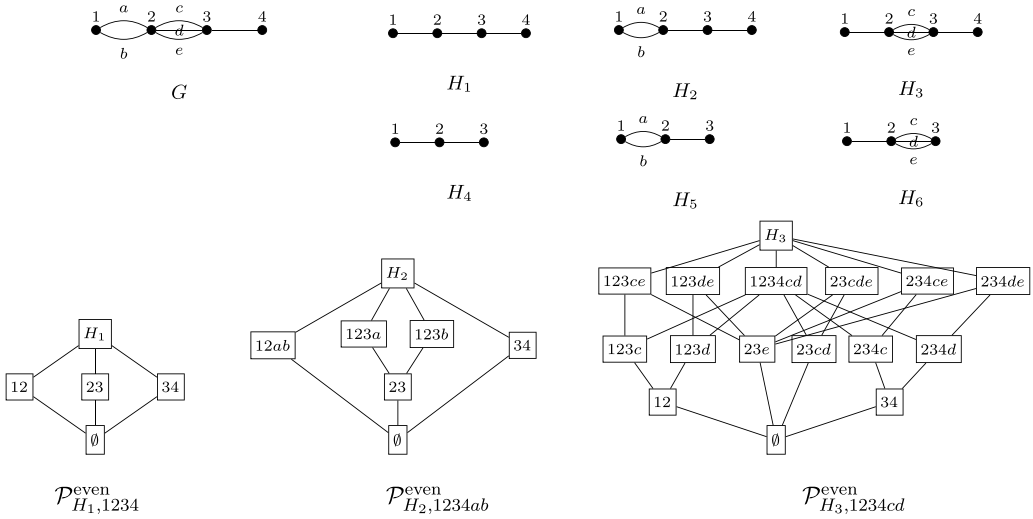 1 a 2 c 3 4
d
b e
G
1 2 3 4
H₁
1 a 2 3 4
b
H₂
1 2 c 3 4
d
e
H₃
1 2 3
H₄
1 a 2 3
b
H₅
1 2 c 3
d
e
H₆
H₁
12 23 34
∅
𝒫^even_{H₁,1234}
H₂
12ab 123a 123b 34
23
∅
𝒫^even_{H₂,1234ab}
H₃
123ce 123de 1234cd 23cde 234ce 234de
123c 123d 23e 23cd 234c 234d
12 34
∅
𝒫^even_{H₃,1234cd}